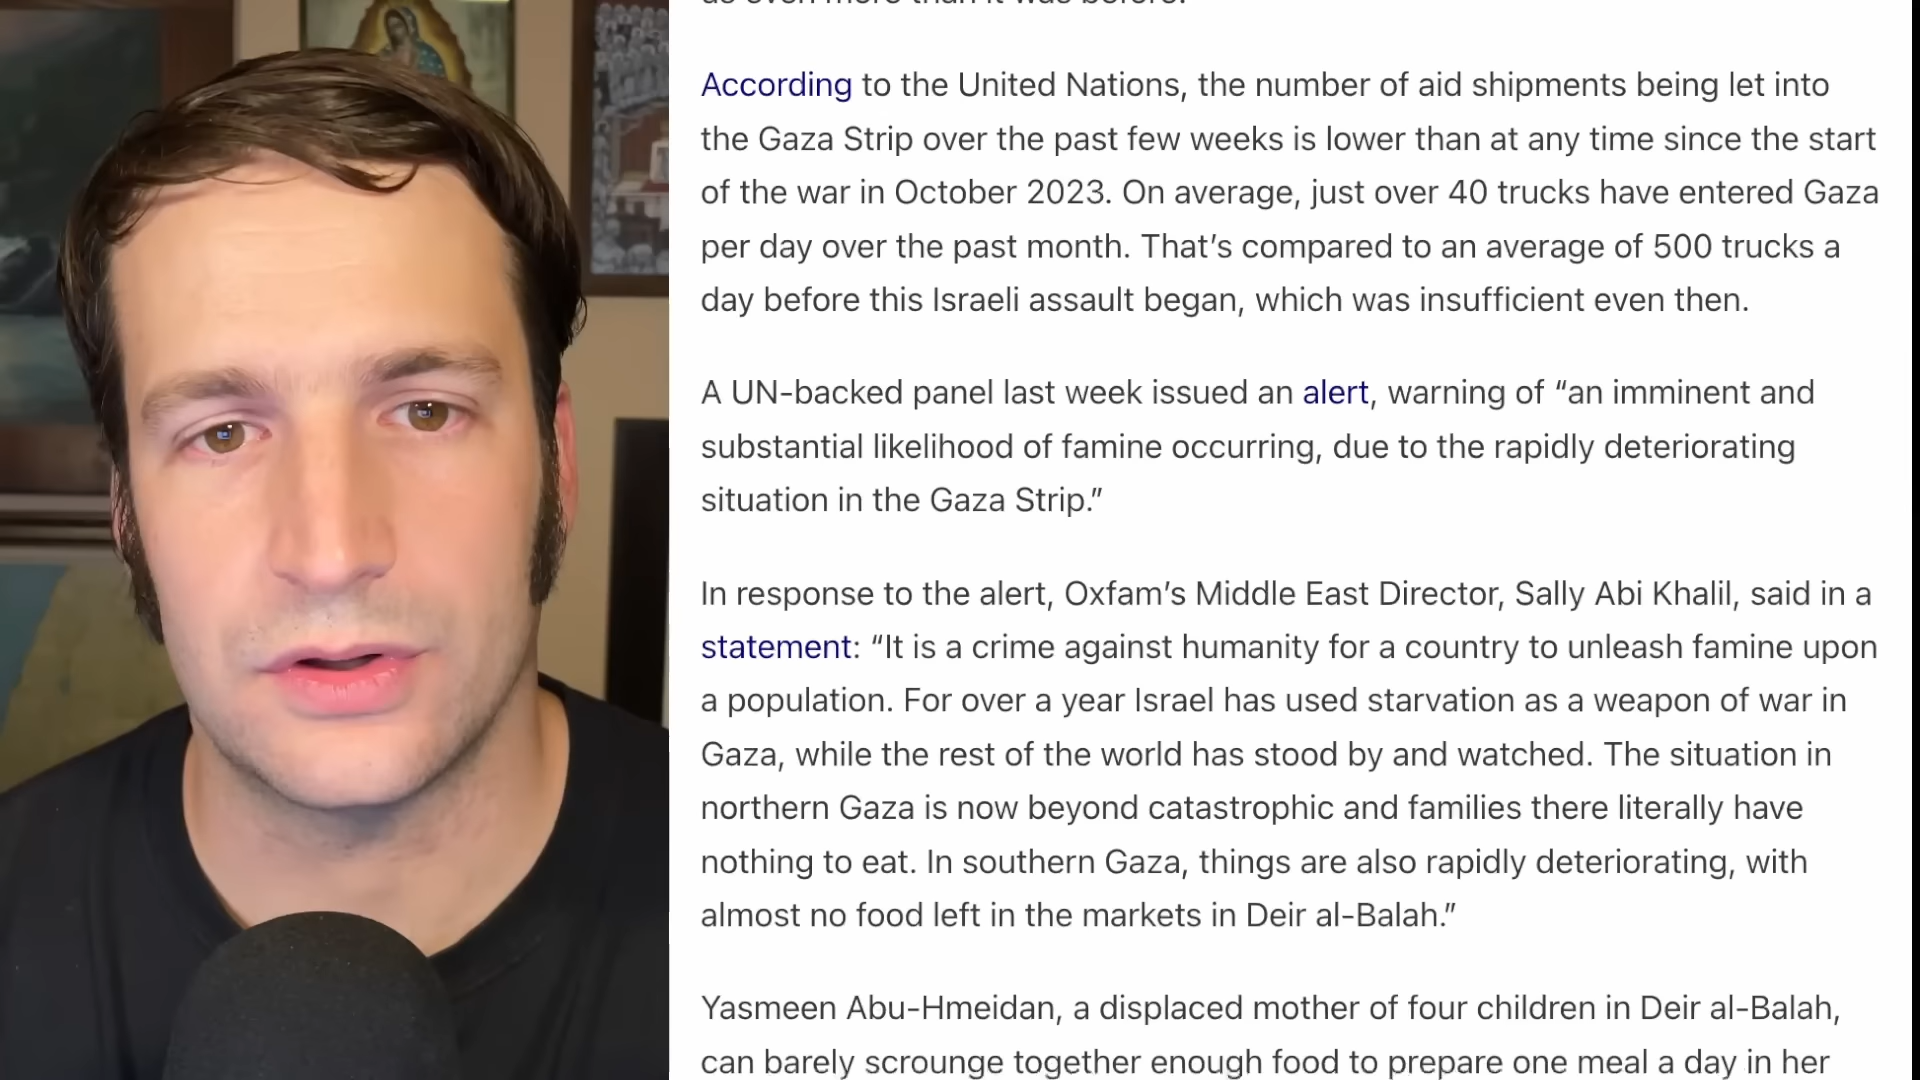 According to the United Nations, the number of aid shipments being let into
the Gaza Strip over the past few weeks is lower than at any time since the start
of the war in October 2023. On average, just over 40 trucks have entered Gaza
per day over the past month. That’s compared to an average of 500 trucks a
day before this Israeli assault began, which was insufficient even then.
A UN-backed panel last week issued an alert, warning of “an imminent and
substantial likelihood of famine occurring, due to the rapidly deteriorating
situation in the Gaza Strip.”
In response to the alert, Oxfam’s Middle East Director, Sally Abi Khalil, said in a
statement: “It is a crime against humanity for a country to unleash famine upon
a population. For over a year Israel has used starvation as a weapon of war in
Gaza, while the rest of the world has stood by and watched. The situation in
northern Gaza is now beyond catastrophic and families there literally have
nothing to eat. In southern Gaza, things are also rapidly deteriorating, with
almost no food left in the markets in Deir al-Balah.”
Yasmeen Abu-Hmeidan, a displaced mother of four children in Deir al-Balah,
can barely scrounge together enough food to prepare one meal a day in her